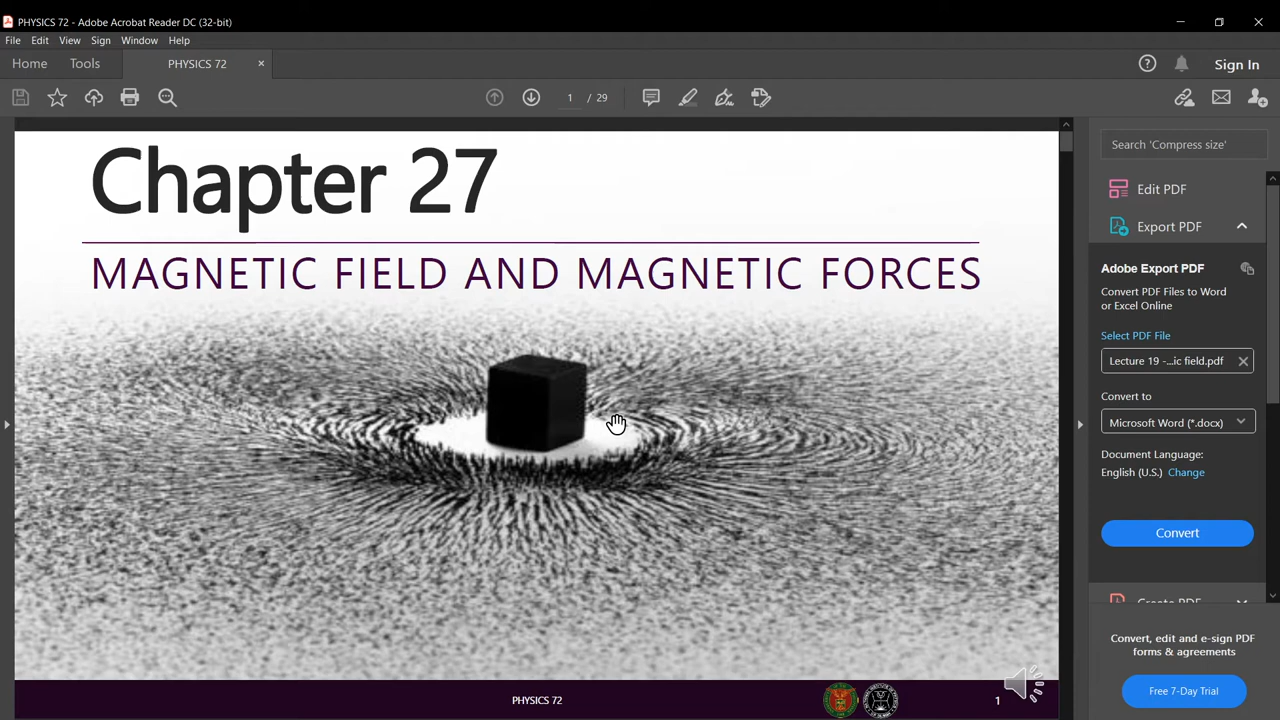 PHYSICS 72 - Adobe Acrobat Reader DC (32-bit)
File Edit View Sign Window Help
Home Tools PHYSICS 72 × Sign In
1 / 29
Search 'Compress size'
Chapter 27
MAGNETIC FIELD AND MAGNETIC FORCES
Edit PDF
Export PDF
Adobe Export PDF
Convert PDF Files to Word
or Excel Online
Select PDF File
Lecture 19 -...ic field.pdf
Convert to
Microsoft Word (*.docx)
Document Language:
English (U.S.) Change
Convert
Create PDF
Convert, edit and e-sign PDF
forms & agreements
Free 7-Day Trial
PHYSICS 72
1